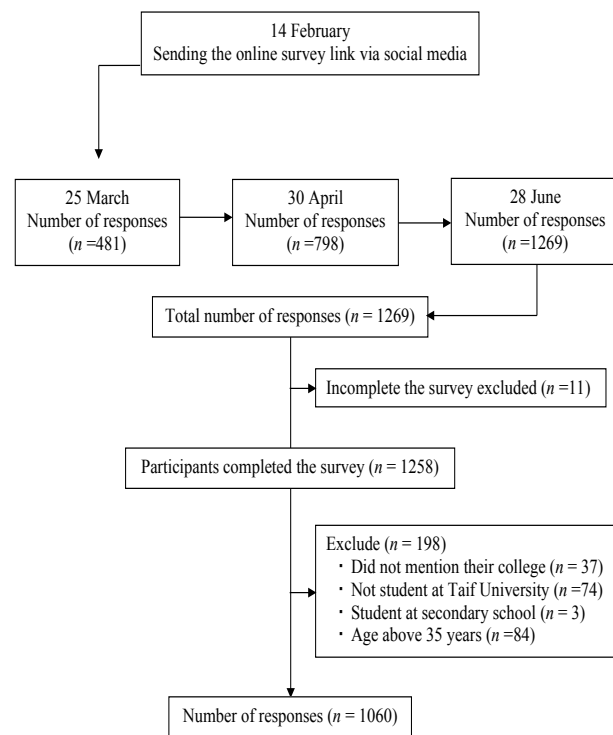 14 February
Sending the online survey link via social media
25 March
Number of responses
(n =481)
30 April
Number of responses
(n =798)
28 June
Number of responses
(n =1269)
Total number of responses (n = 1269)
Incomplete the survey excluded (n =11)
Participants completed the survey (n = 1258)
Exclude (n = 198)
· Did not mention their college (n = 37)
· Not student at Taif University (n =74)
· Student at secondary school (n = 3)
· Age above 35 years (n =84)
Number of responses (n = 1060)